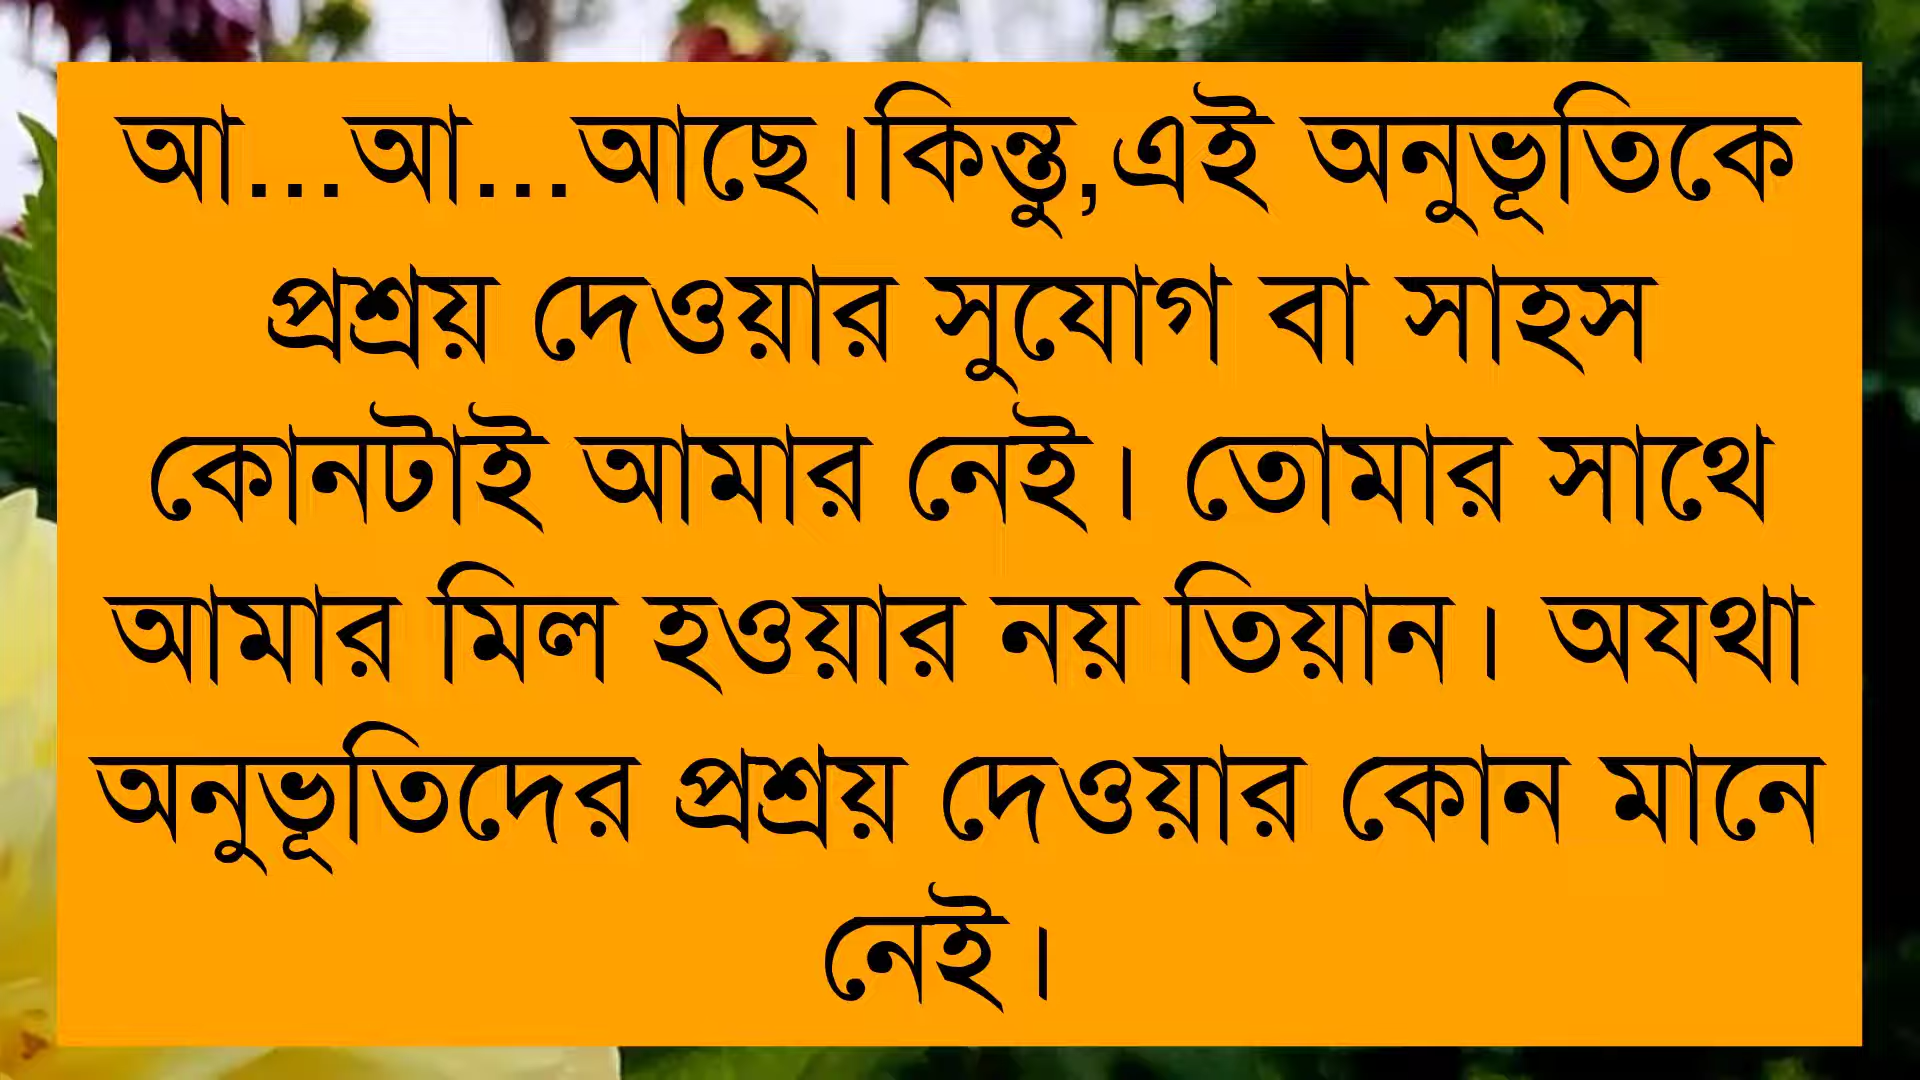 আ...আ...আছে।কিন্তু,এই অনুভূতিকে
প্রশ্রয় দেওয়ার সুযোগ বা সাহস
কোনটাই আমার নেই। তোমার সাথে
আমার মিল হওয়ার নয় তিয়ান। অযথা
অনুভূতিদের প্রশ্রয় দেওয়ার কোন মানে
নেই।